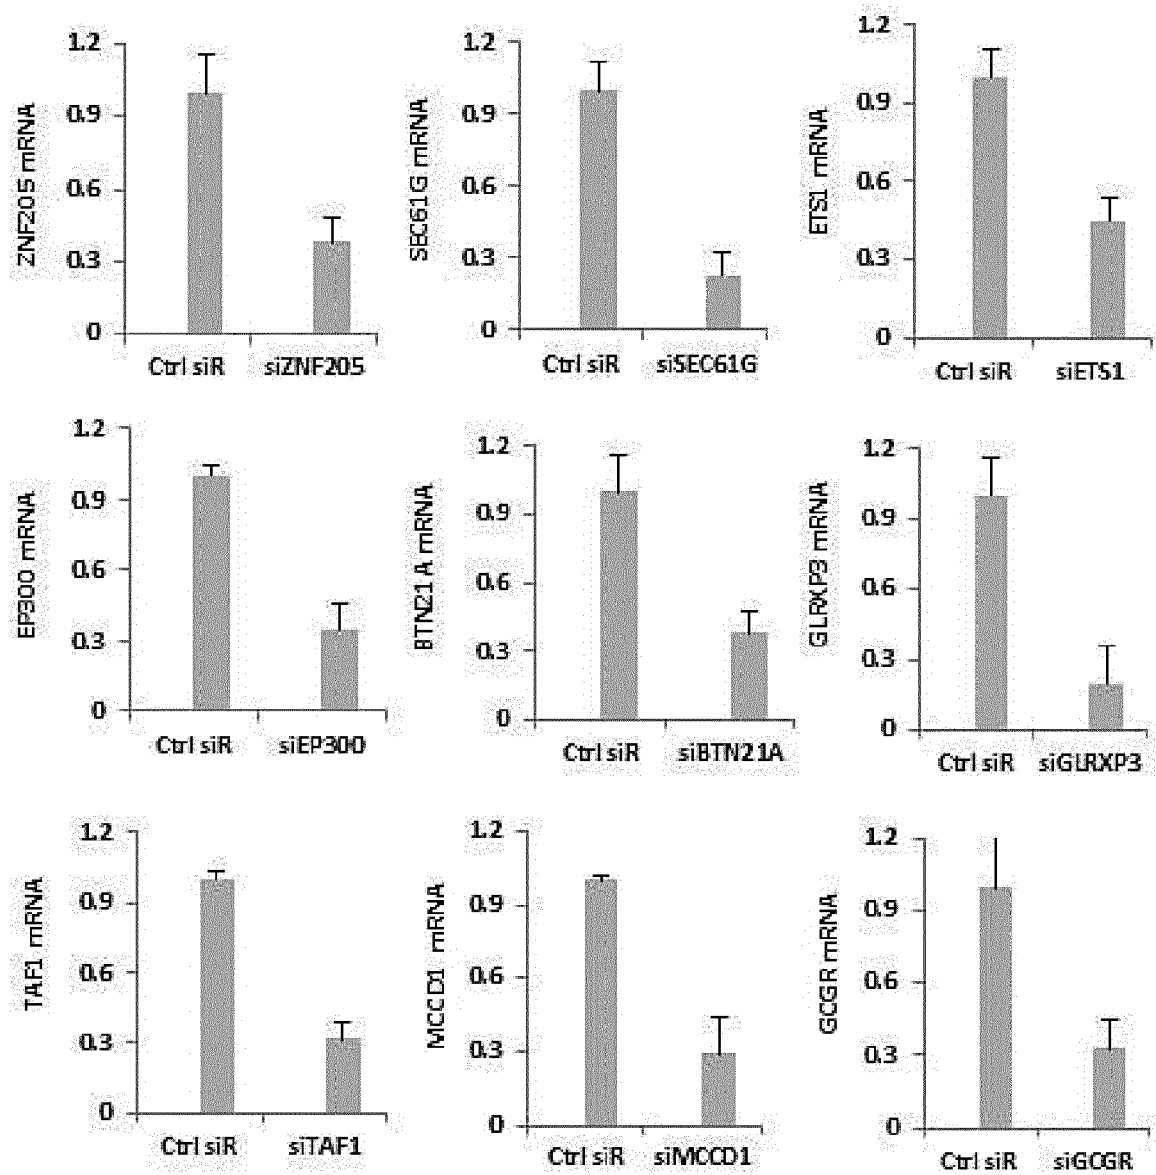 ZNF205 mRNA
1.2
0.9
0.6
0.3
0
Ctrl siR siZNF205
SEC61G mRNA
1.2
0.9
0.6
0.3
0
Ctrl siR siSEC61G
ETS1 mRNA
1.2
0.9
0.6
0.3
0
Ctrl siR siETS1
EP300 mRNA
1.2
0.9
0.6
0.3
0
Ctrl siR siEP300
BTN21A mRNA
1.2
0.9
0.6
0.3
0
Ctrl siR siBTN21A
GLRXP3 mRNA
1.2
0.9
0.6
0.3
0
Ctrl siR siGLRXP3
TAF1 mRNA
1.2
0.9
0.6
0.3
0
Ctrl siR siTAF1
MCCD1 mRNA
1.2
0.9
0.6
0.3
0
Ctrl siR siMCCD1
GCGR mRNA
1.2
0.9
0.6
0.3
0
Ctrl siR siGCGR